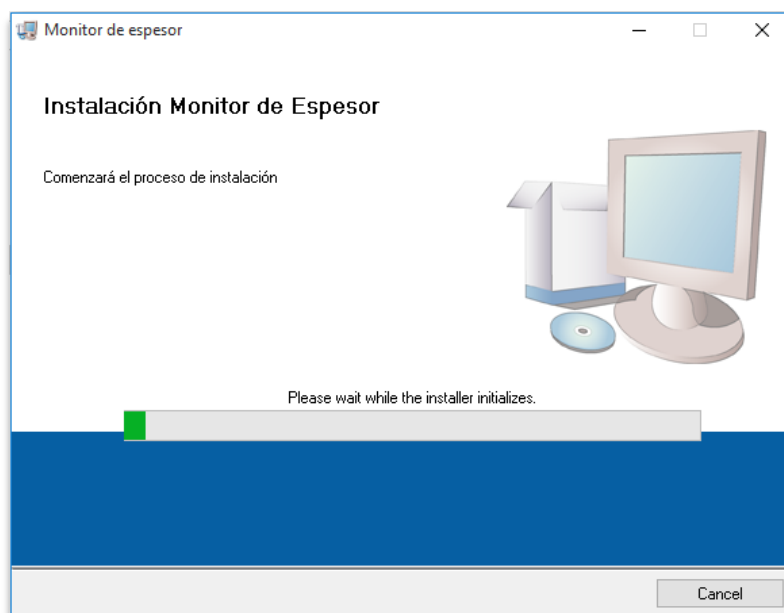 Monitor de espesor
Instalación Monitor de Espesor
Comenzará el proceso de instalación
Please wait while the installer initializes.
Cancel